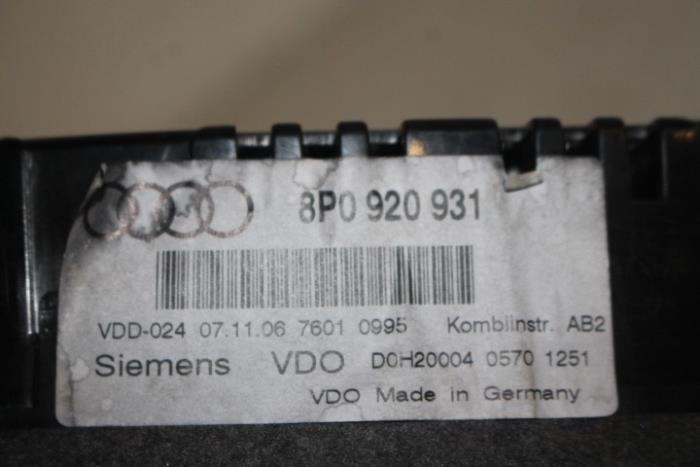 8P0 920 931
VDD-024 07.11.06 7601 0995 Kombiinstr. AB2
Siemens VDO D0H20004 0570 1251
VDO Made in Germany